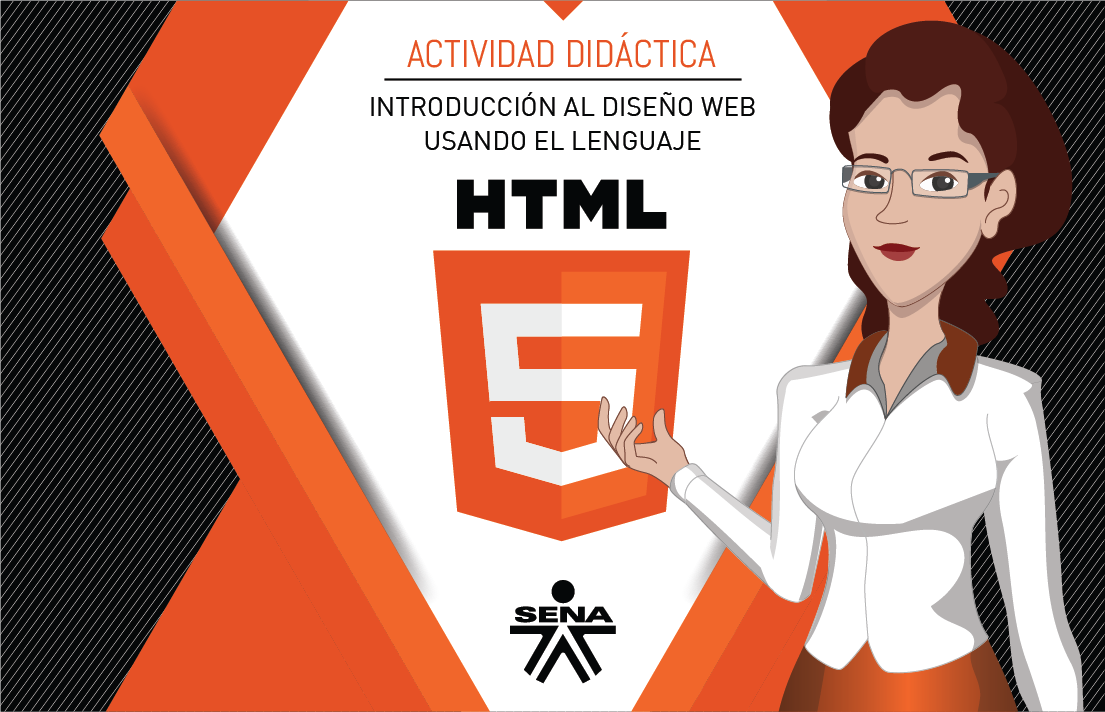 ACTIVIDAD DIDÁCTICA
INTRODUCCIÓN AL DISEÑO WEB
USANDO EL LENGUAJE
HTML
5
SENA